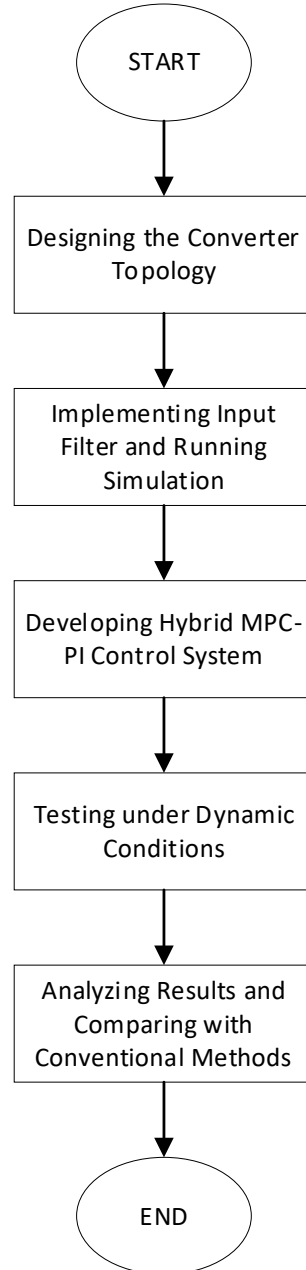 START
Designing the Converter
Topology
Implementing Input
Filter and Running
Simulation
Developing Hybrid MPC-
PI Control System
Testing under Dynamic
Conditions
Analyzing Results and
Comparing with
Conventional Methods
END